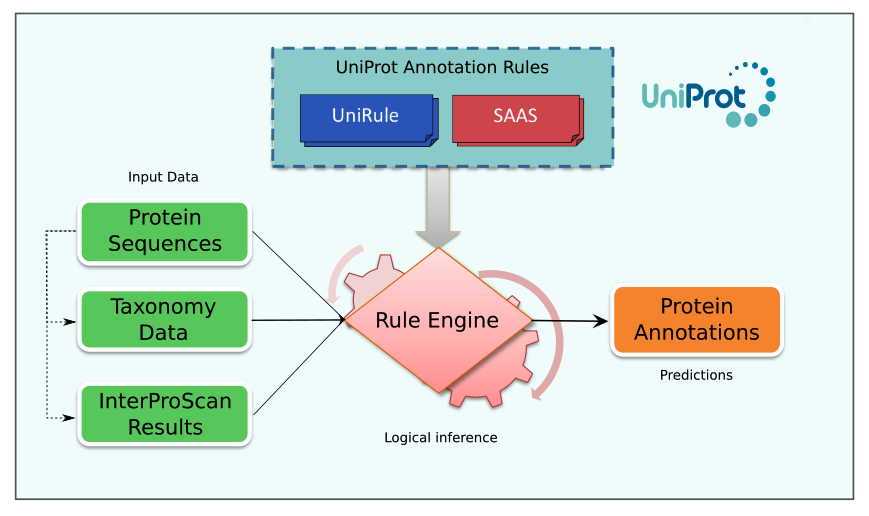 UniProt Annotation Rules
UniRule
SAAS
UniProt
Input Data
Protein
Sequences
Taxonomy
Data
InterProScan
Results
Rule Engine
Logical inference
Protein
Annotations
Predictions